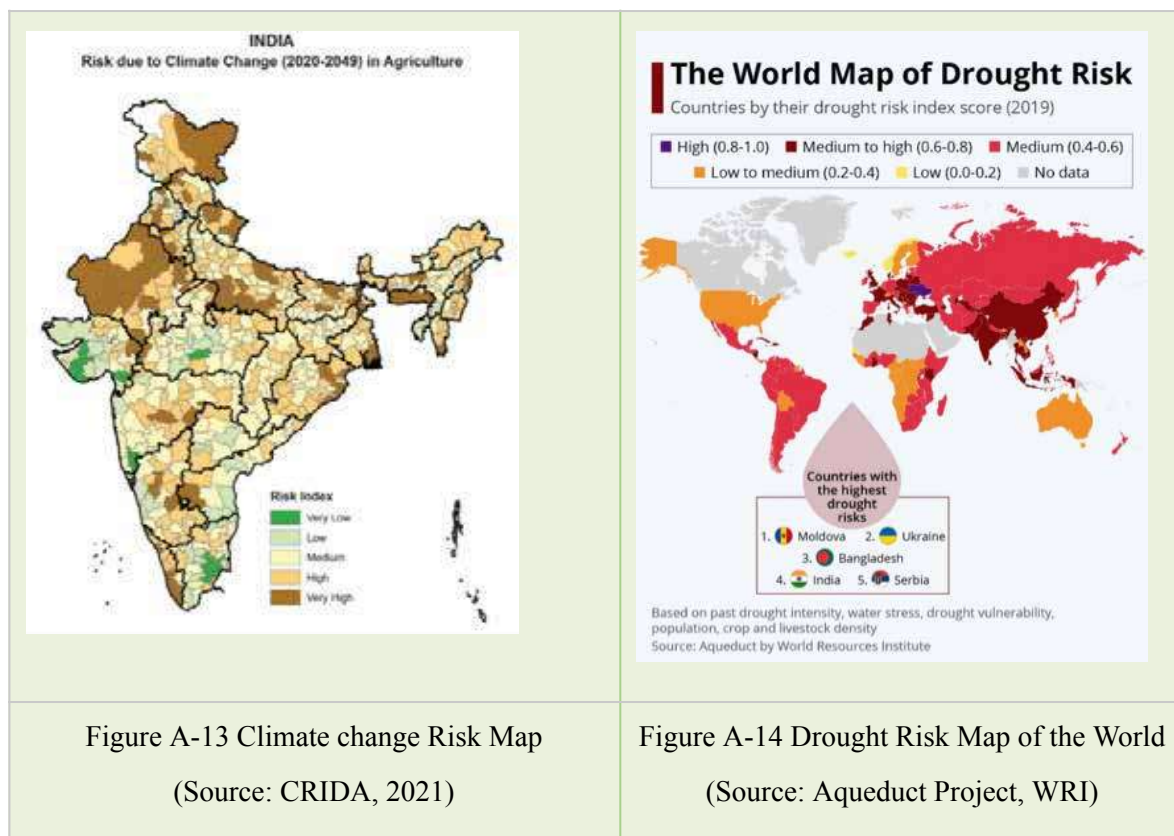 INDIA
Risk due to Climate Change (2020-2049) in Agriculture
Risk Index
Very Low
Low
Medium
High
Very High
The World Map of Drought Risk
Countries by their drought risk index score (2019)
High (0.8-1.0) Medium to high (0.6-0.8) Medium (0.4-0.6)
Low to medium (0.2-0.4) Low (0.0-0.2) No data
Countries with
the highest
drought
risks
1. Moldova 2. Ukraine
3. Bangladesh
4. India 5. Serbia
Based on past drought intensity, water stress, drought vulnerability,
population, crop and livestock density
Source: Aqueduct by World Resources Institute
Figure A-13 Climate change Risk Map
(Source: CRIDA, 2021)
Figure A-14 Drought Risk Map of the World
(Source: Aqueduct Project, WRI)